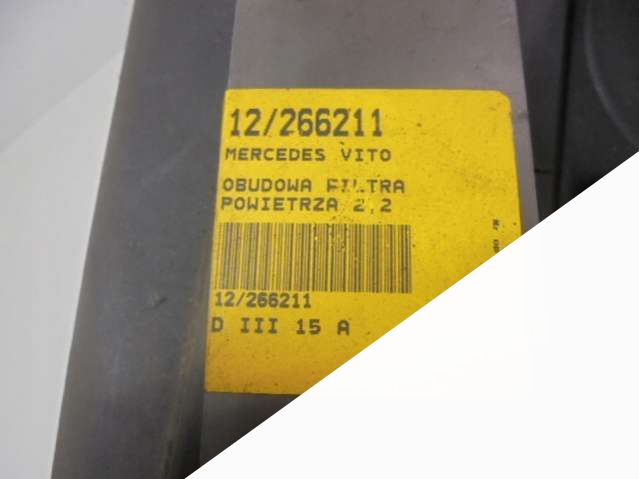 12/266211
MERCEDES VITO
OBUDOWA FILTRA
POWIETRZA 2,2
12/266211
D III 15 A